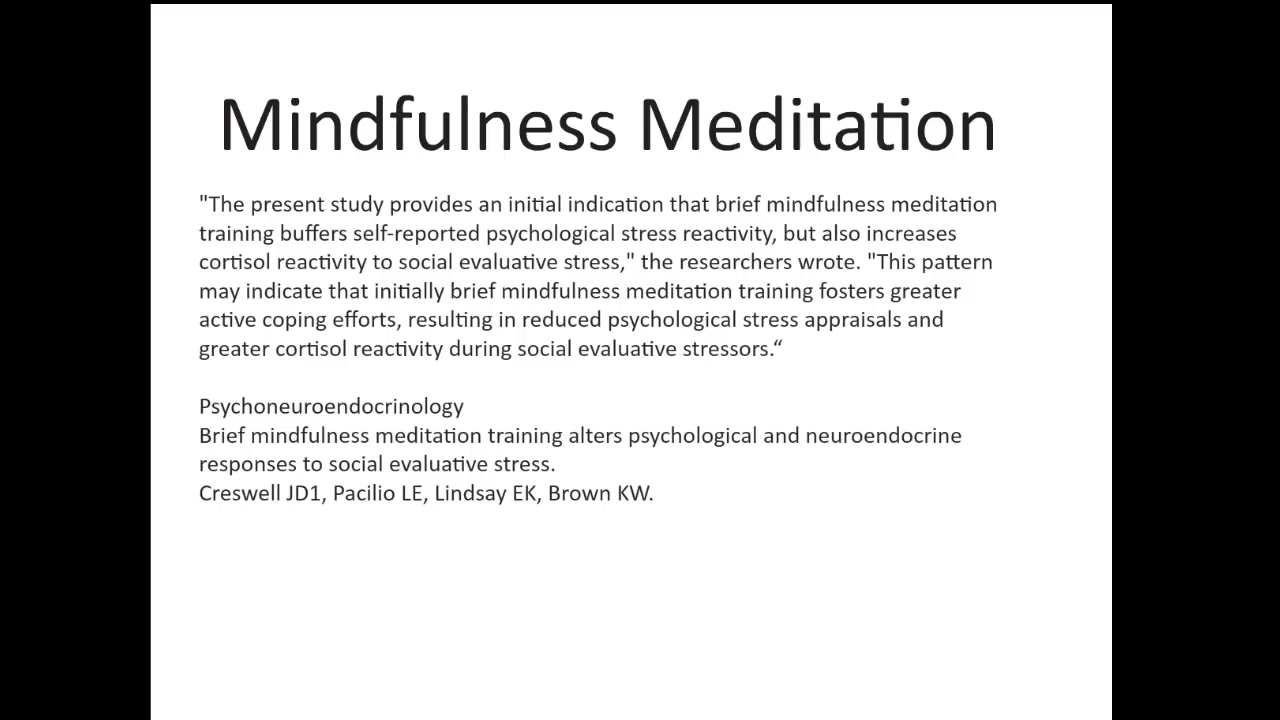 Mindfulness Meditation
"The present study provides an initial indication that brief mindfulness meditation
training buffers self-reported psychological stress reactivity, but also increases
cortisol reactivity to social evaluative stress," the researchers wrote. "This pattern
may indicate that initially brief mindfulness meditation training fosters greater
active coping efforts, resulting in reduced psychological stress appraisals and
greater cortisol reactivity during social evaluative stressors.“
Psychoneuroendocrinology
Brief mindfulness meditation training alters psychological and neuroendocrine
responses to social evaluative stress.
Creswell JD1, Pacilio LE, Lindsay EK, Brown KW.